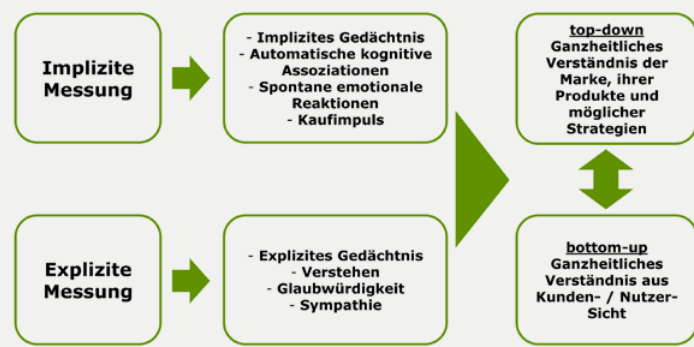 Implizite
Messung
- Implizites Gedächtnis
- Automatische kognitive
Assoziationen
- Spontane emotionale
Reaktionen
- Kaufimpuls
top-down
Ganzheitliches
Verständnis der
Marke, ihrer
Produkte und
möglicher
Strategien
Explizite
Messung
- Explizites Gedächtnis
- Verstehen
- Glaubwürdigkeit
- Sympathie
bottom-up
Ganzheitliches
Verständnis aus
Kunden- / Nutzer-
Sicht